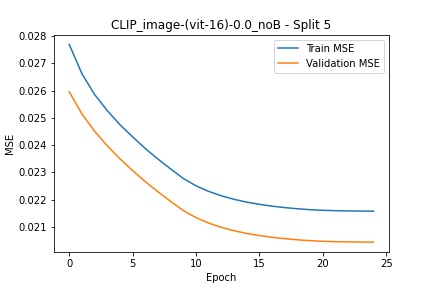 CLIP_image-(vit-16)-0.0_noB - Split 5
Train MSE
Validation MSE
0.028
0.027
0.026
0.025
0.024
0.023
0.022
0.021
MSE
0 5 10 15 20 25
Epoch